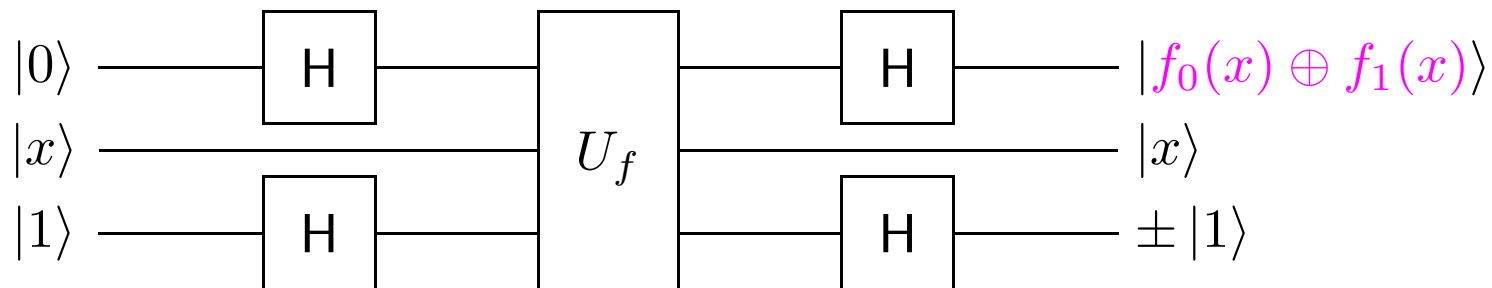 |0⟩ H H |f₀(x) ⊕ f₁(x)⟩
|x⟩ U_f |x⟩
|1⟩ H H ± |1⟩